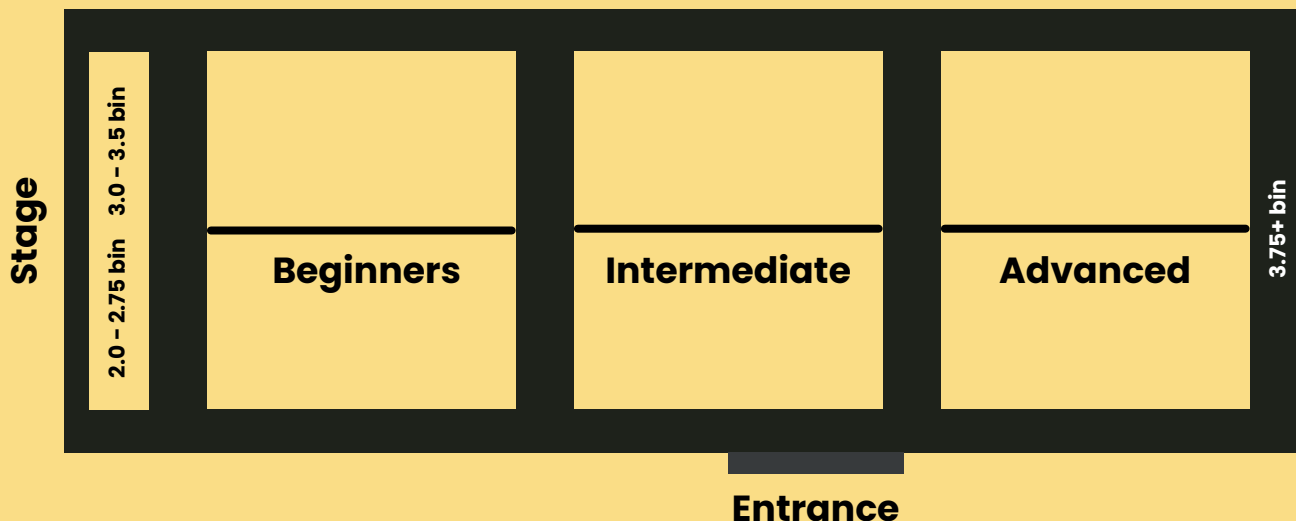 Stage
3.0 - 3.5 bin
2.0 - 2.75 bin
Beginners
Intermediate
Advanced
3.75+ bin
Entrance